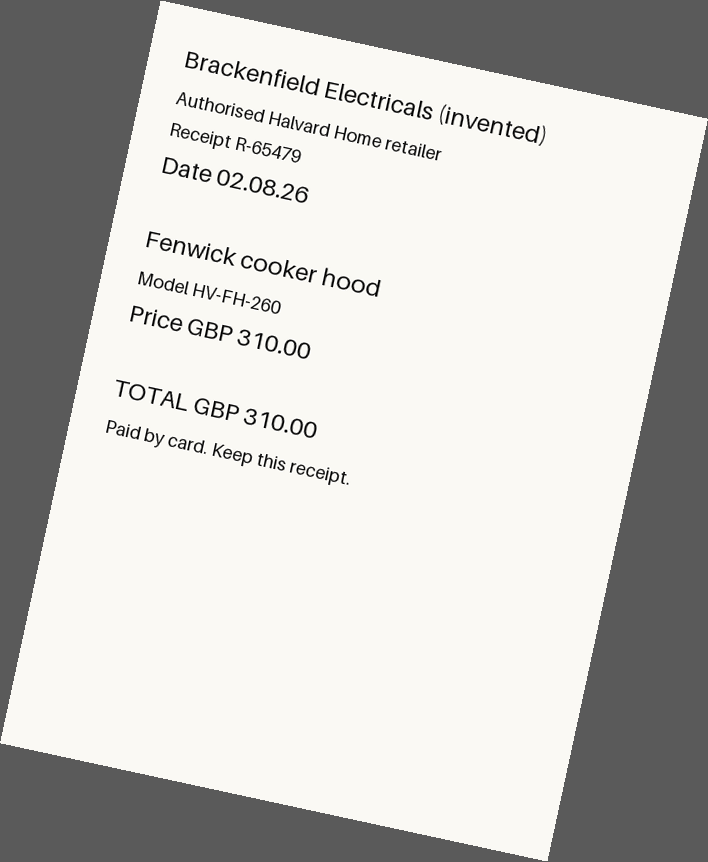 Brackenfield Electricals (invented)
Authorised Halvard Home retailer
Receipt R-65479
Date 02.08.26
Fenwick cooker hood
Model HV-FH-260
Price GBP 310.00
TOTAL GBP 310.00
Paid by card. Keep this receipt.